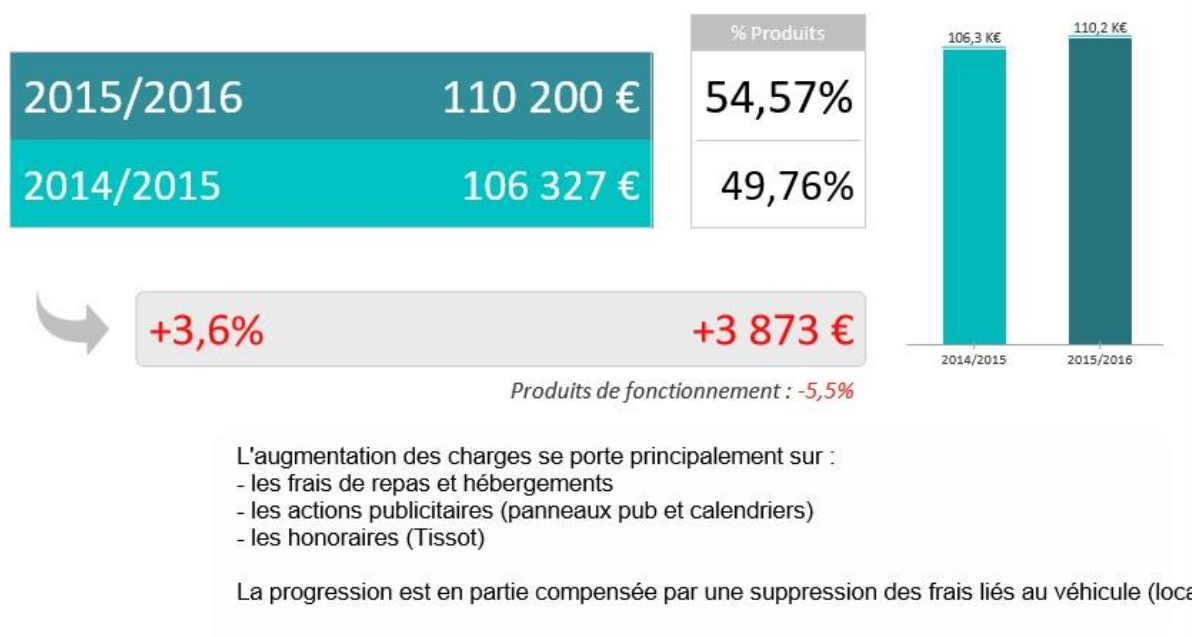 % Produits
2015/2016 110 200 € 54,57%
2014/2015 106 327 € 49,76%
+3,6% +3 873 €
Produits de fonctionnement : -5,5%
106,3 K€ 110,2 K€
2014/2015 2015/2016
L'augmentation des charges se porte principalement sur :
- les frais de repas et hébergements
- les actions publicitaires (panneaux pub et calendriers)
- les honoraires (Tissot)
La progression est en partie compensée par une suppression des frais liés au véhicule (loca